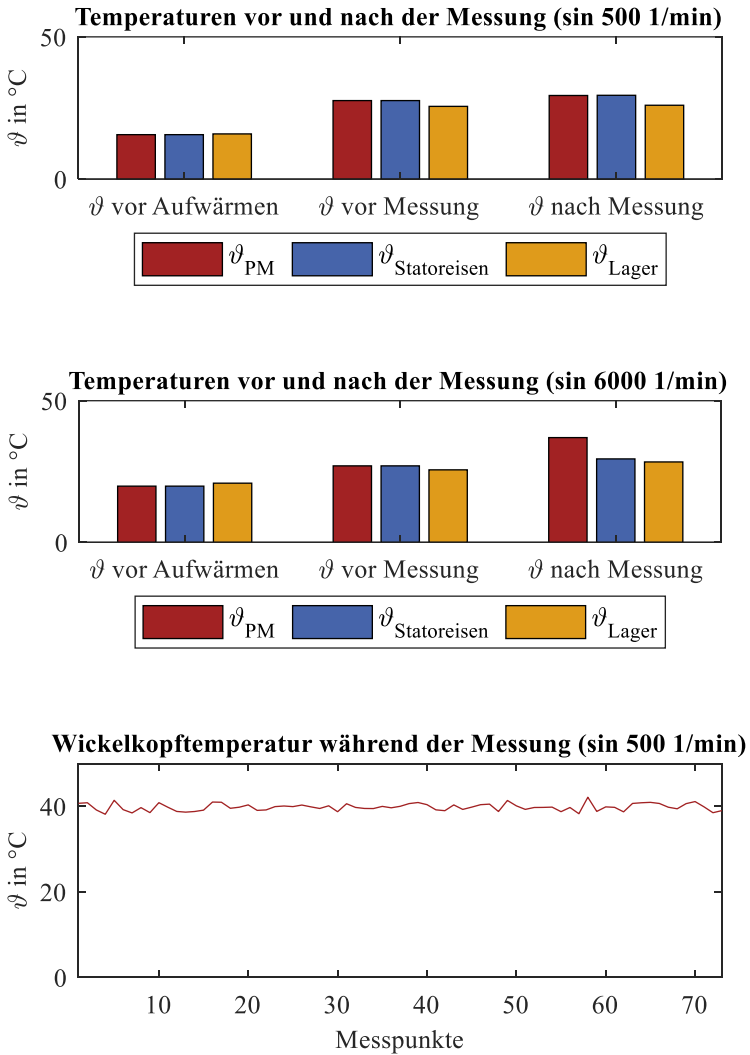 Temperaturen vor und nach der Messung (sin 500 1/min)
50
ϑ in °C
0
ϑ vor Aufwärmen ϑ vor Messung ϑ nach Messung
ϑPM ϑStatoreisen ϑLager
Temperaturen vor und nach der Messung (sin 6000 1/min)
50
ϑ in °C
0
ϑ vor Aufwärmen ϑ vor Messung ϑ nach Messung
ϑPM ϑStatoreisen ϑLager
Wickelkopftemperatur während der Messung (sin 500 1/min)
40
ϑ in °C
20
0
10 20 30 40 50 60 70
Messpunkte